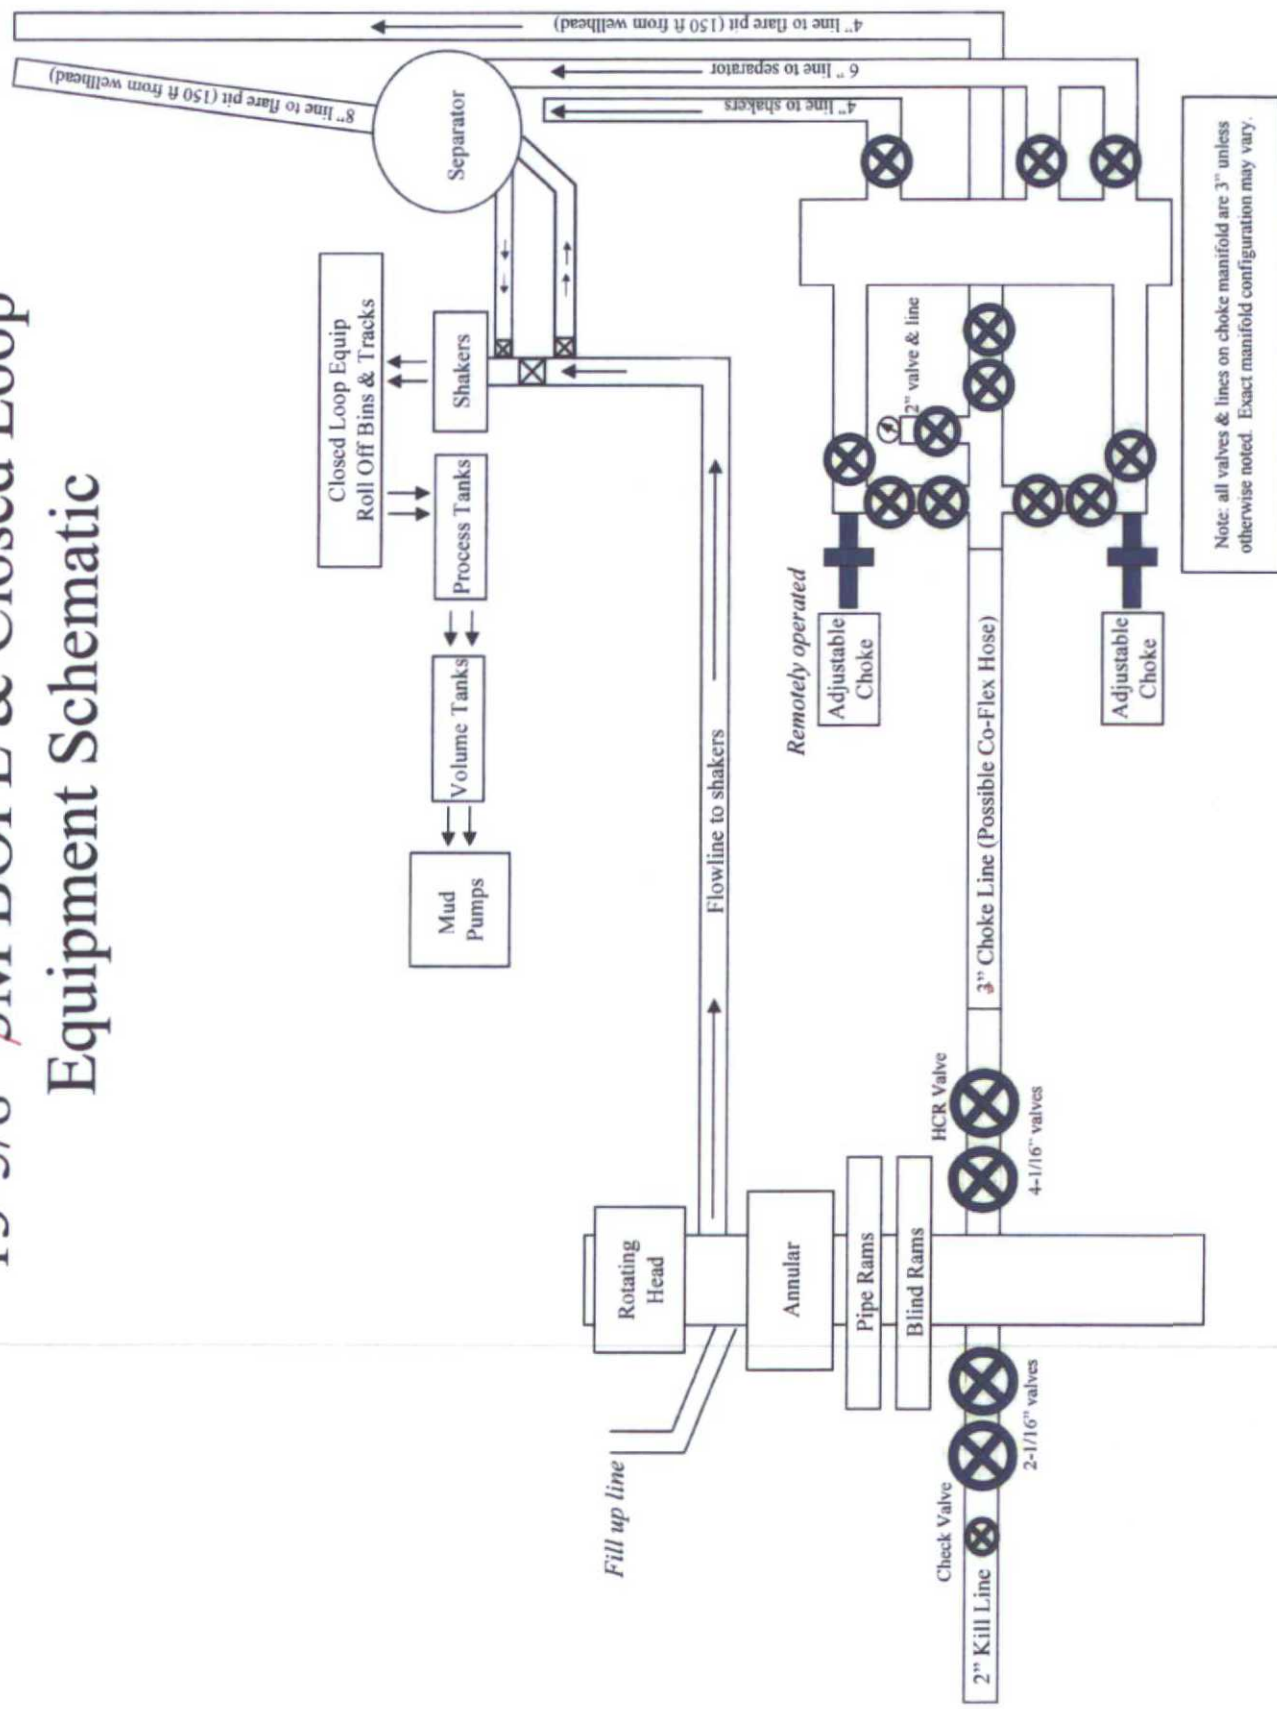 BOPE & Closed Loop
Equipment Schematic
Closed Loop Equip
Roll Off Bins & Tracks
Mud
Pumps
Volume Tanks
Process Tanks
Shakers
Separator
8" line to flare pit (150 ft from wellhead)
4" line to flare pit (150 ft from wellhead)
6" line to separator
4" line to shakers
Fill up line
Rotating
Head
Flowline to shakers
Annular
Pipe Rams
Blind Rams
Remotely operated
Adjustable
Choke
2" valve & line
Check Valve
HCR Valve
2" Kill Line
3" Choke Line (Possible Co-Flex Hose)
2-1/16" valves
4-1/16" valves
Adjustable
Choke
Note: all valves & lines on choke manifold are 3" unless
otherwise noted. Exact manifold configuration may vary.